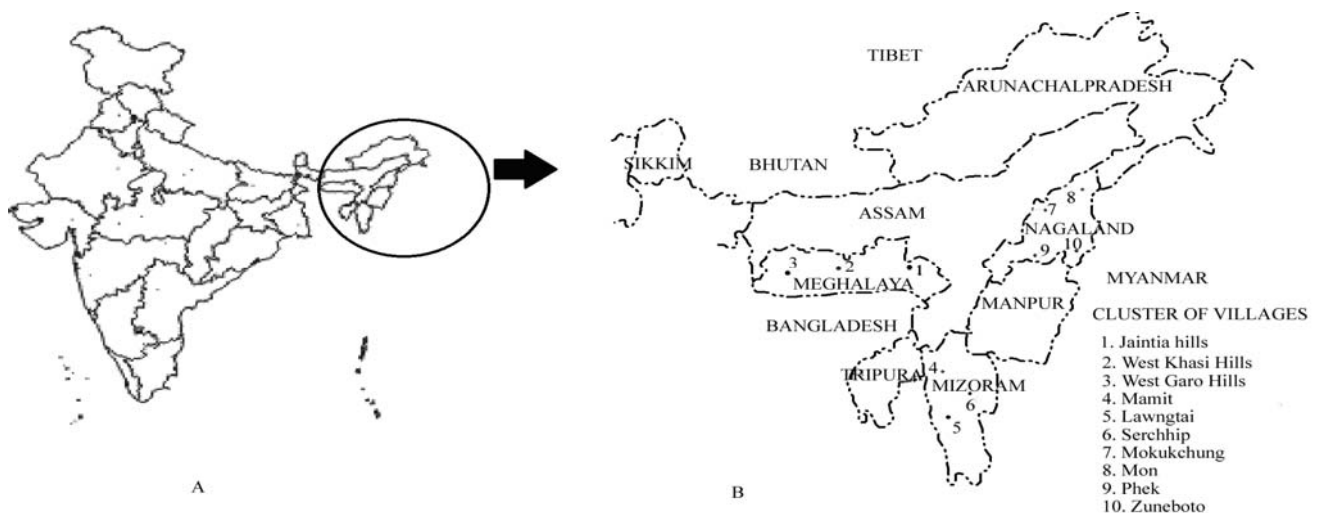 TIBET
ARUNACHALPRADESH
SIKKIM
BHUTAN
ASSAM
8
7
NAGALAND
9 10
3 2 1
MEGHALAYA
MYANMAR
MANPUR
BANGLADESH
CLUSTER OF VILLAGES
1. Jaintia hills
2. West Khasi Hills
3. West Garo Hills
4. Mamit
5. Lawngtai
6. Serchhip
7. Mokukchung
8. Mon
9. Phek
10. Zuneboto
TRIPURA
4
MIZORAM
6
5
A
B